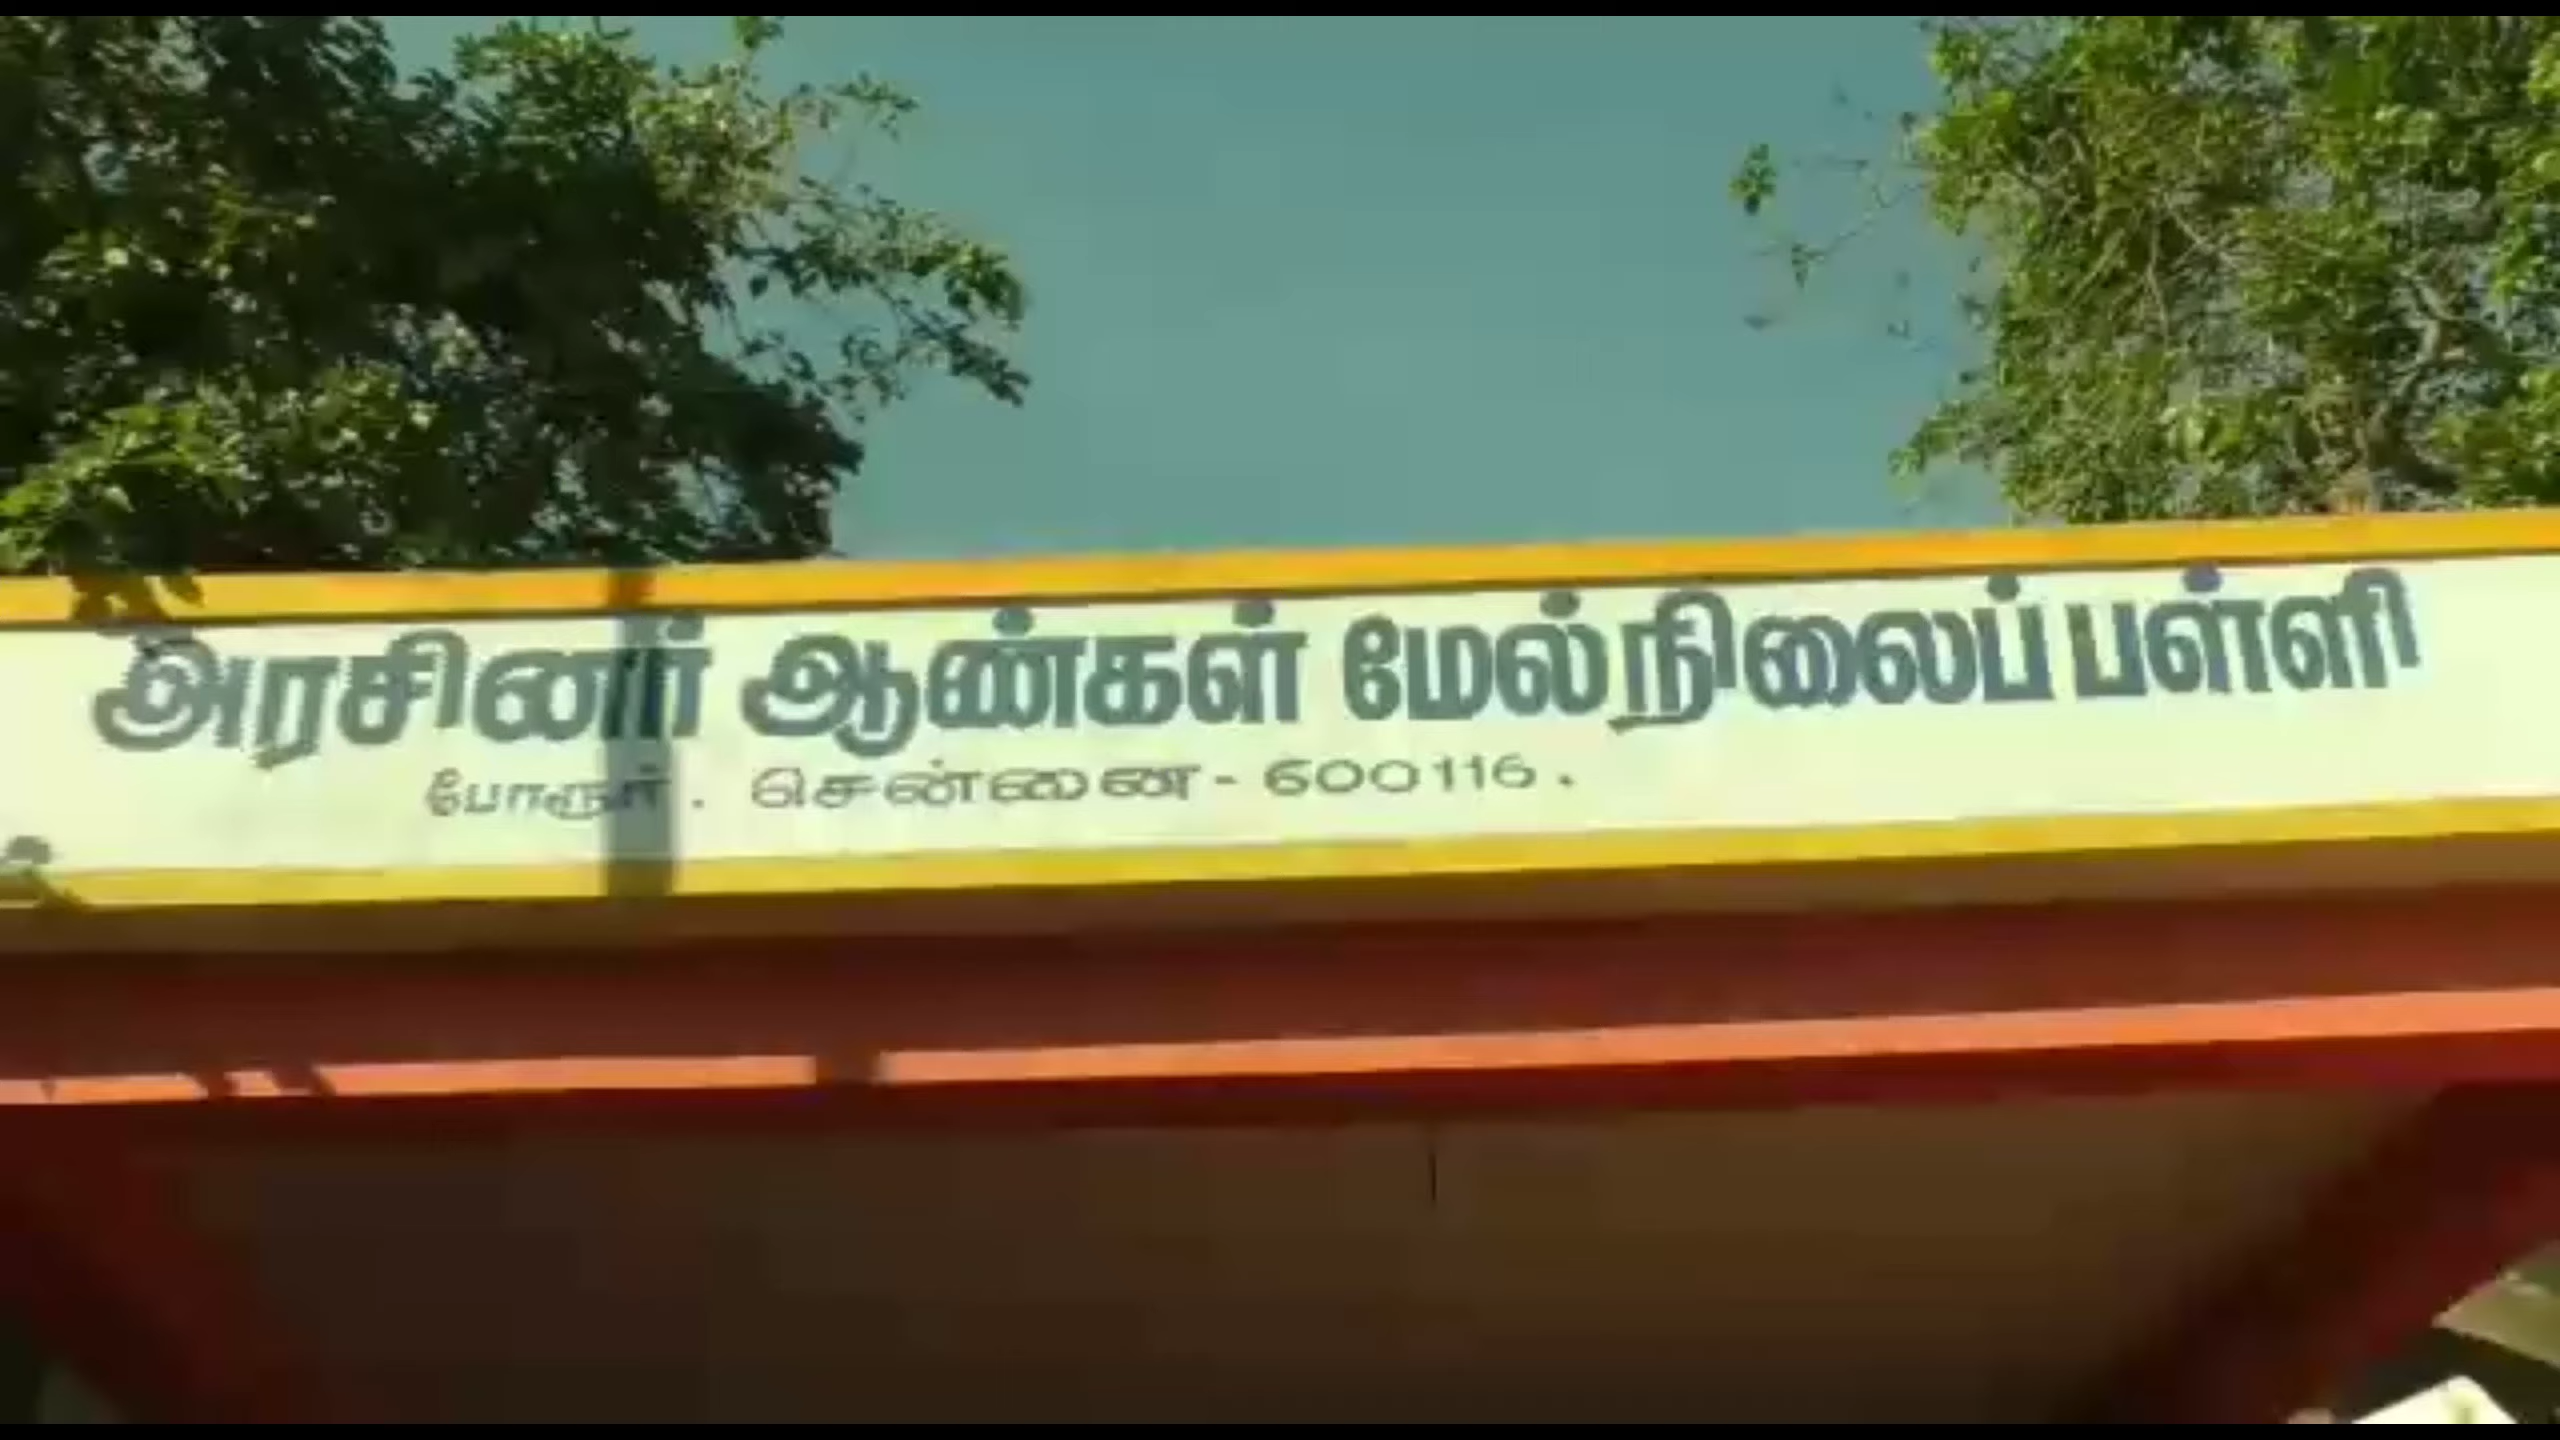 அரசினர் ஆண்கள் மேல்நிலைப் பள்ளி
போரூர். சென்னை - 600116.